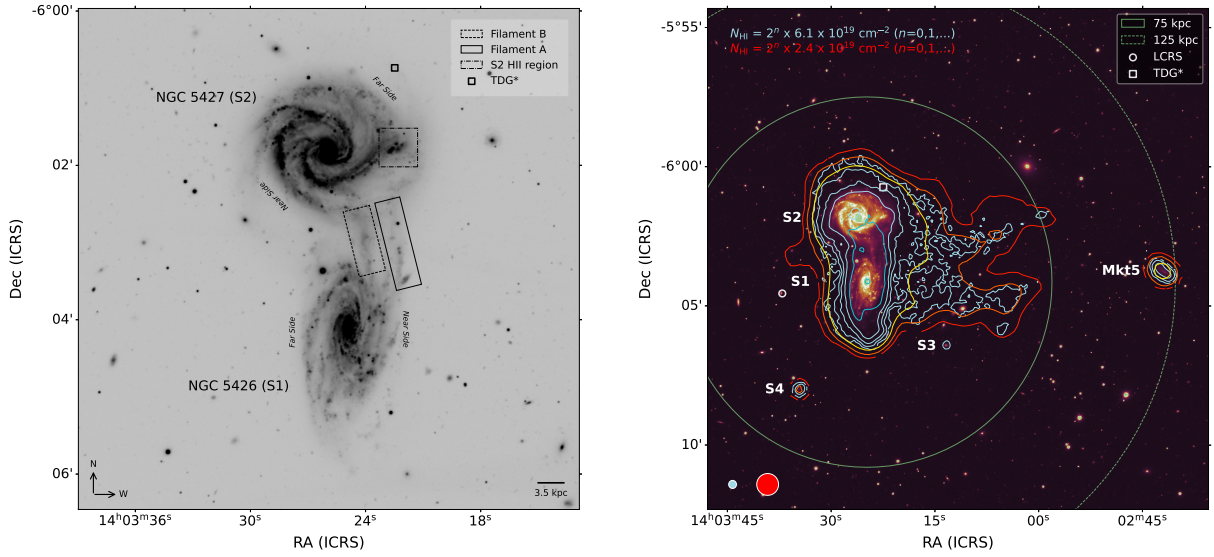 -6°00'
02'
04'
06'
Dec (ICRS)
14ʰ03ᵐ36ˢ
30ˢ
24ˢ
18ˢ
RA (ICRS)
NGC 5427 (S2)
NGC 5426 (S1)
Far Side
Near Side
Far Side
Near Side
Filament B
Filament A
S2 HII region
TDG*
N
W
3.5 kpc
-5°55'
-6°00'
05'
10'
Dec (ICRS)
14ʰ03ᵐ45ˢ
30ˢ
15ˢ
00ˢ
02ᵐ45ˢ
RA (ICRS)
N_HI = 2ⁿ x 6.1 x 10¹⁹ cm⁻² (n=0,1,...)
N_HI = 2ⁿ x 2.4 x 10¹⁹ cm⁻² (n=0,1,...)
75 kpc
125 kpc
LCRS
TDG*
S2
S1
S3
S4
Mkt5